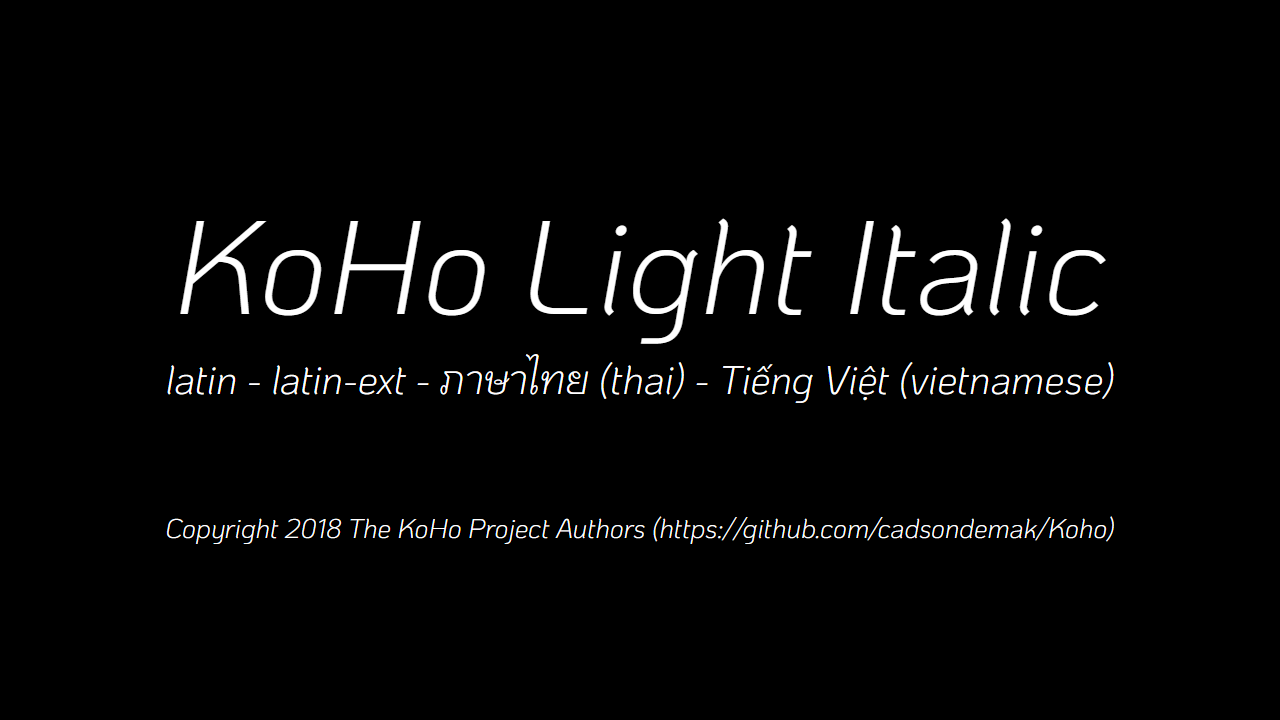 KoHo Light Italic
latin - latin-ext - ภาษาไทย (thai) - Tiếng Việt (vietnamese)
Copyright 2018 The KoHo Project Authors (https://github.com/cadsondemak/Koho)